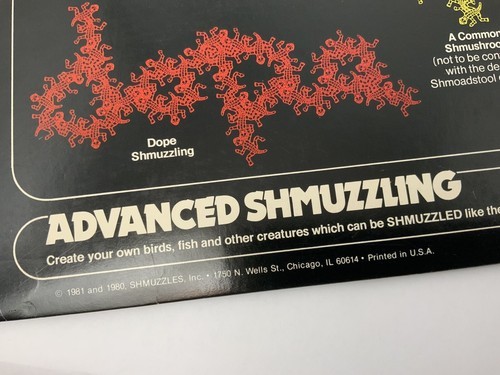 A Common
Shmushroo
(not to be con
with the de
Shmoadstool
dope
Dope
Shmuzzling
ADVANCED SHMUZZLING
Create your own birds, fish and other creatures which can be SHMUZZLED like the
© 1981 and 1980, SHMUZZLES, Inc. • 1750 N. Wells St., Chicago, IL 60614 • Printed in U.S.A.